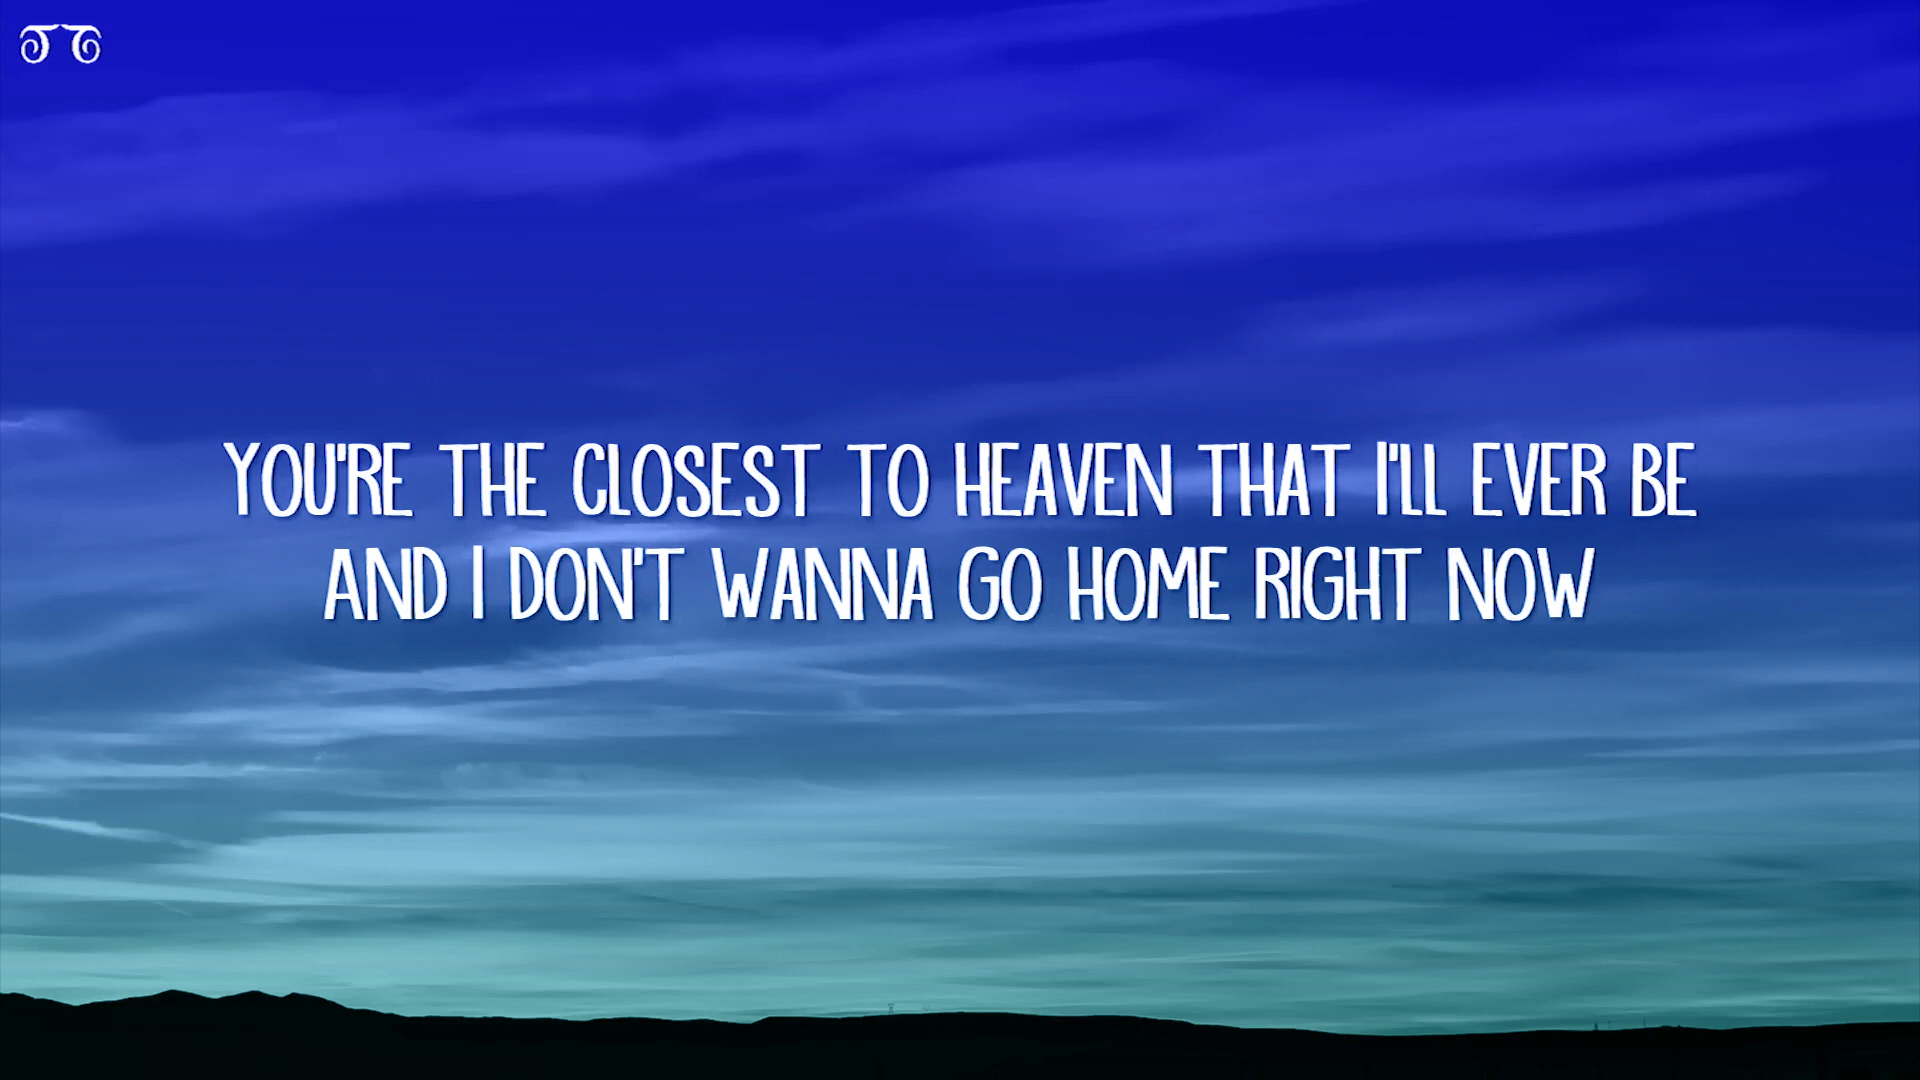 YOU'RE THE CLOSEST TO HEAVEN THAT I'LL EVER BE
AND I DON'T WANNA GO HOME RIGHT NOW